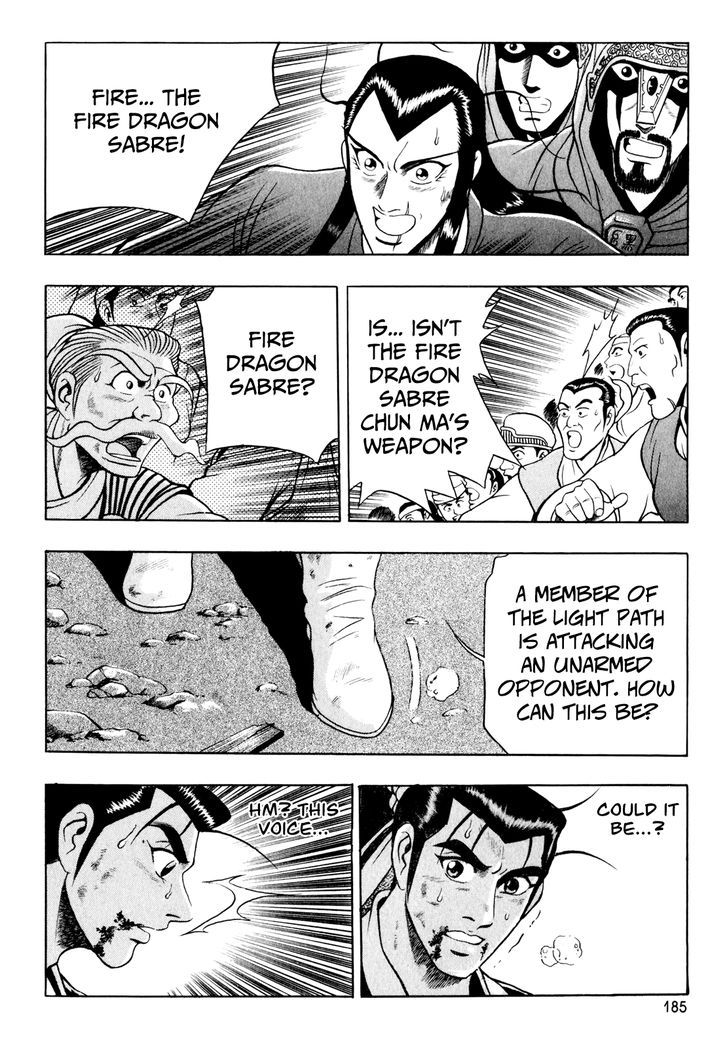 FIRE... THE
FIRE DRAGON
SABRE!
FIRE
DRAGON
SABRE?
IS... ISN'T
THE FIRE
DRAGON
SABRE
CHUN MA'S
WEAPON?
A MEMBER OF
THE LIGHT PATH
IS ATTACKING
AN UNARMED
OPPONENT. HOW
CAN THIS BE?
HM? THIS
VOICE...
COULD IT
BE...?
185